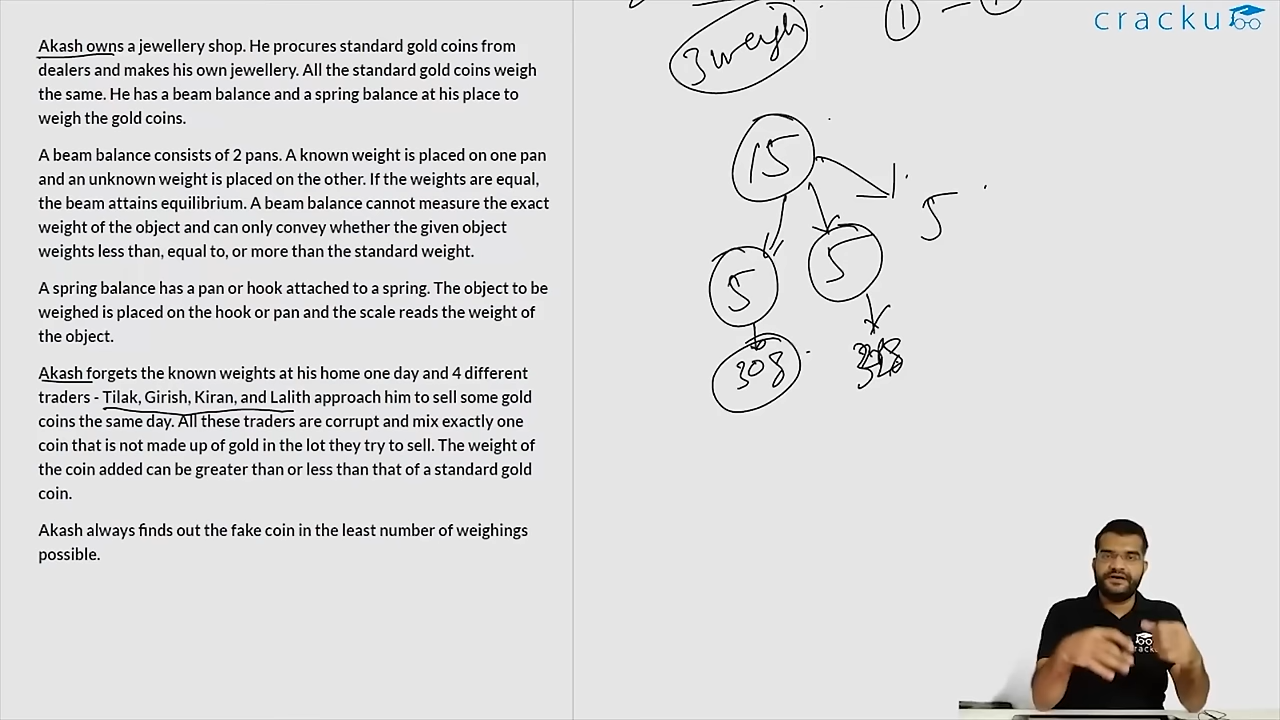 cracku
Akash owns a jewellery shop. He procures standard gold coins from
dealers and makes his own jewellery. All the standard gold coins weigh
the same. He has a beam balance and a spring balance at his place to
weigh the gold coins.
A beam balance consists of 2 pans. A known weight is placed on one pan
and an unknown weight is placed on the other. If the weights are equal,
the beam attains equilibrium. A beam balance cannot measure the exact
weight of the object and can only convey whether the given object
weights less than, equal to, or more than the standard weight.
A spring balance has a pan or hook attached to a spring. The object to be
weighed is placed on the hook or pan and the scale reads the weight of
the object.
Akash forgets the known weights at his home one day and 4 different
traders - Tilak, Girish, Kiran, and Lalith approach him to sell some gold
coins the same day. All these traders are corrupt and mix exactly one
coin that is not made up of gold in the lot they try to sell. The weight of
the coin added can be greater than or less than that of a standard gold
coin.
Akash always finds out the fake coin in the least number of weighings
possible.
1 -
3 weigh
15
5 5 5
30g